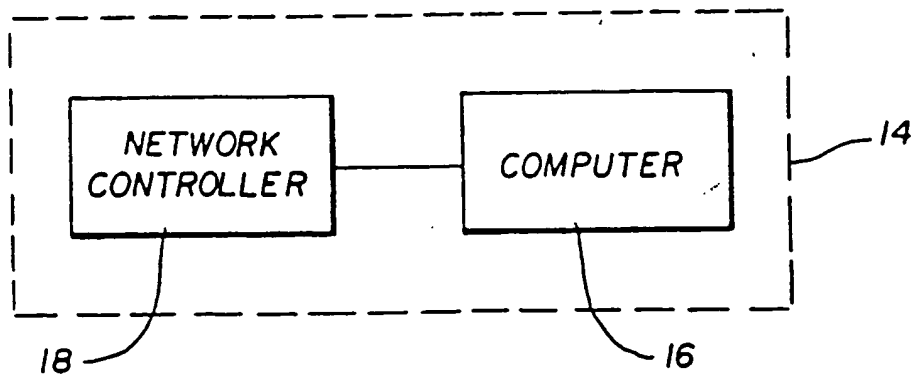 NETWORK
CONTROLLER
COMPUTER
14
18
16